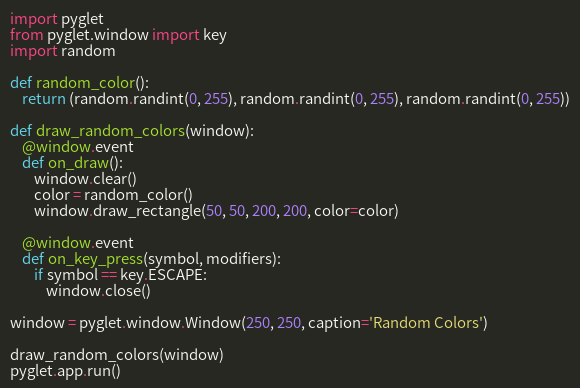 import pyglet
from pyglet.window import key
import random

def random_color():
    return (random.randint(0, 255), random.randint(0, 255), random.randint(0, 255))

def draw_random_colors(window):
    @window.event
    def on_draw():
        window.clear()
        color = random_color()
        window.draw_rectangle(50, 50, 200, 200, color=color)

    @window.event
    def on_key_press(symbol, modifiers):
        if symbol == key.ESCAPE:
            window.close()

window = pyglet.window.Window(250, 250, caption='Random Colors')

draw_random_colors(window)
pyglet.app.run()